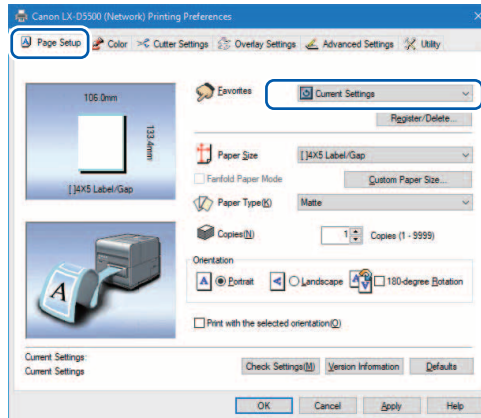 Canon LX-D5500 (Network) Printing Preferences
Page Setup Color Cutter Settings Overlay Settings Advanced Settings Utility
106.0mm
133.4mm
[ ]4X5 Label/Gap
Favorites Current Settings
Register/Delete...
Paper Size [ ]4X5 Label/Gap
Fanfold Paper Mode Custom Paper Size...
Paper Type(K) Matte
Copies(N) 1 Copies (1 - 9999)
Orientation
A Portrait A Landscape 180-degree Rotation
Print with the selected orientation(O)
A
Current Settings:
Current Settings
Check Settings(M) Version Information Defaults
OK Cancel Apply Help